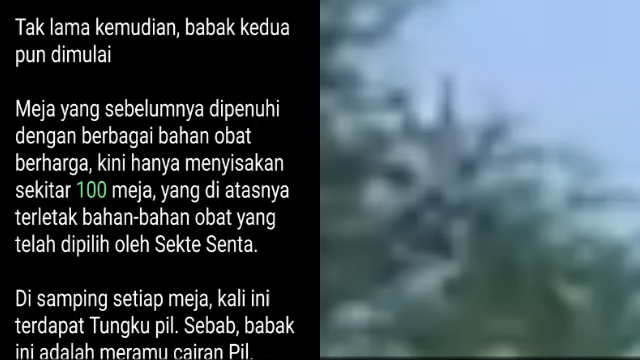 Tak lama kemudian, babak kedua
pun dimulai
Meja yang sebelumnya dipenuhi
dengan berbagai bahan obat
berharga, kini hanya menyisakan
sekitar 100 meja, yang di atasnya
terletak bahan-bahan obat yang
telah dipilih oleh Sekte Senta.
Di samping setiap meja, kali ini
terdapat Tungku pil. Sebab, babak
ini adalah meramu cairan Pil.